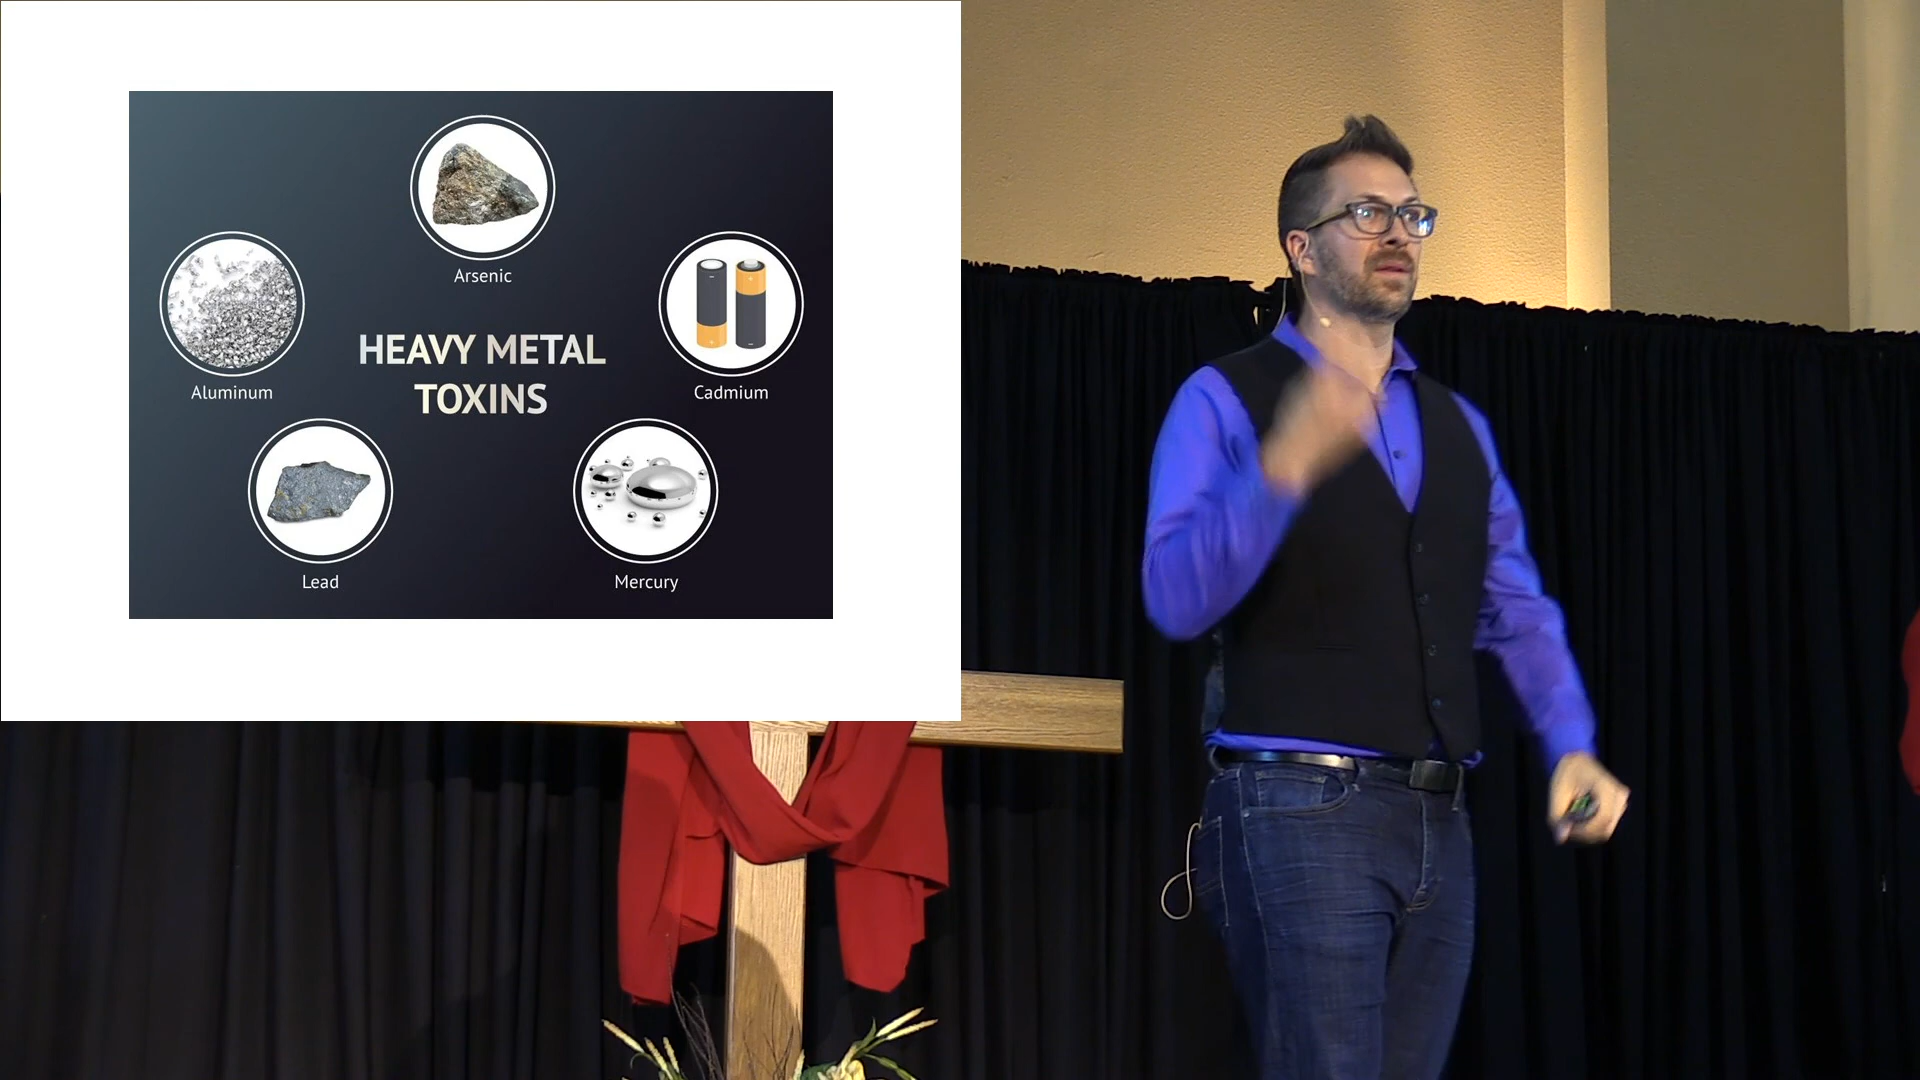 Arsenic
Aluminum
Cadmium
HEAVY METAL
TOXINS
Lead
Mercury